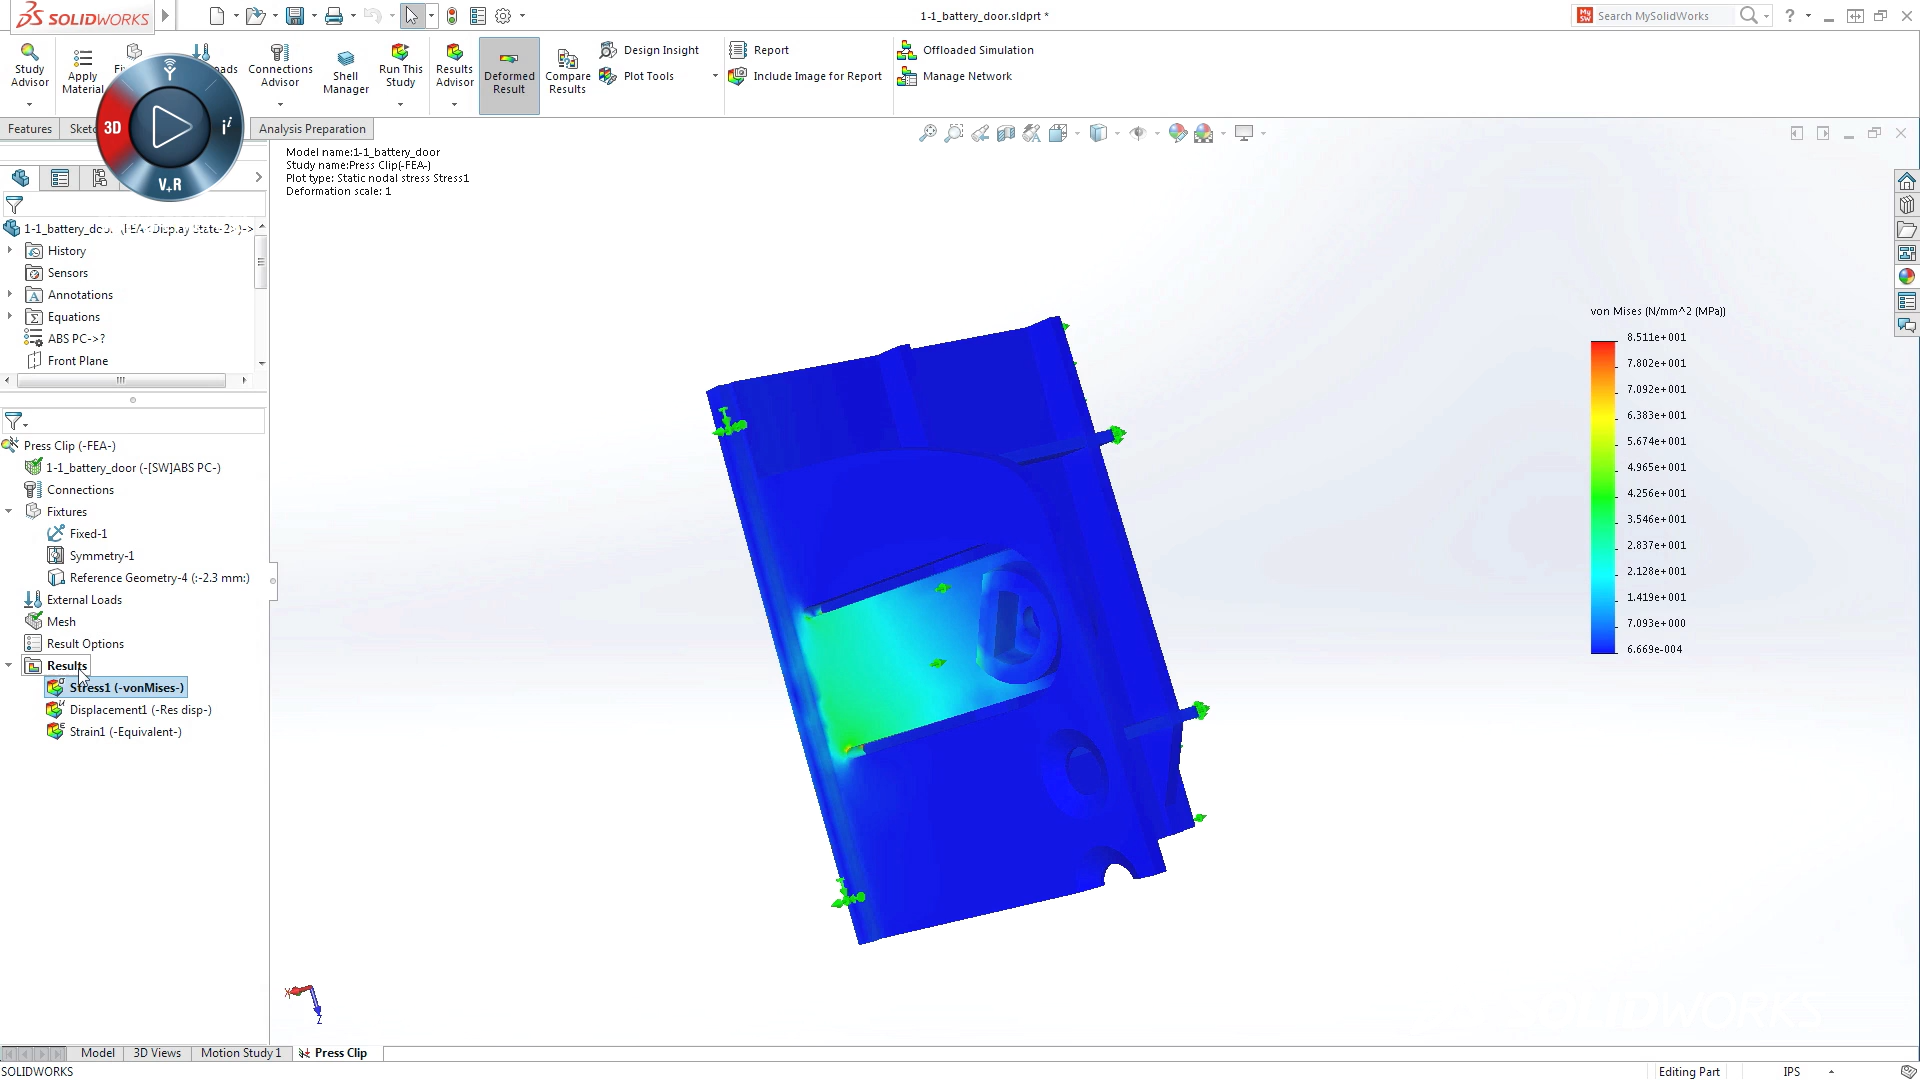 SOLIDWORKS
1-1_battery_door.sldprt *
Search MySolidWorks
Study Advisor
Apply Material
Connections Advisor
Shell Manager
Run This Study
Results Advisor
Deformed Result
Compare Results
Design Insight
Plot Tools
Report
Include Image for Report
Offloaded Simulation
Manage Network
3D
i
V+R
Features
Analysis Preparation
Model name:1-1_battery_door
Study name:Press Clip(-FEA-)
Plot type: Static nodal stress Stress1
Deformation scale: 1
History
Sensors
Annotations
Equations
ABS PC->?
Front Plane
Press Clip (-FEA-)
1-1_battery_door (-[SW]ABS PC-)
Connections
Fixtures
Fixed-1
Symmetry-1
Reference Geometry-4 (:-2.3 mm:)
External Loads
Mesh
Result Options
Results
Stress1 (-vonMises-)
Displacement1 (-Res disp-)
Strain1 (-Equivalent-)
von Mises (N/mm^2 (MPa))
8.511e+001
7.802e+001
7.092e+001
6.383e+001
5.674e+001
4.965e+001
4.256e+001
3.546e+001
2.837e+001
2.128e+001
1.419e+001
7.093e+000
6.669e-004
X
Z
Model
3D Views
Motion Study 1
Press Clip
SOLIDWORKS
Editing Part
IPS